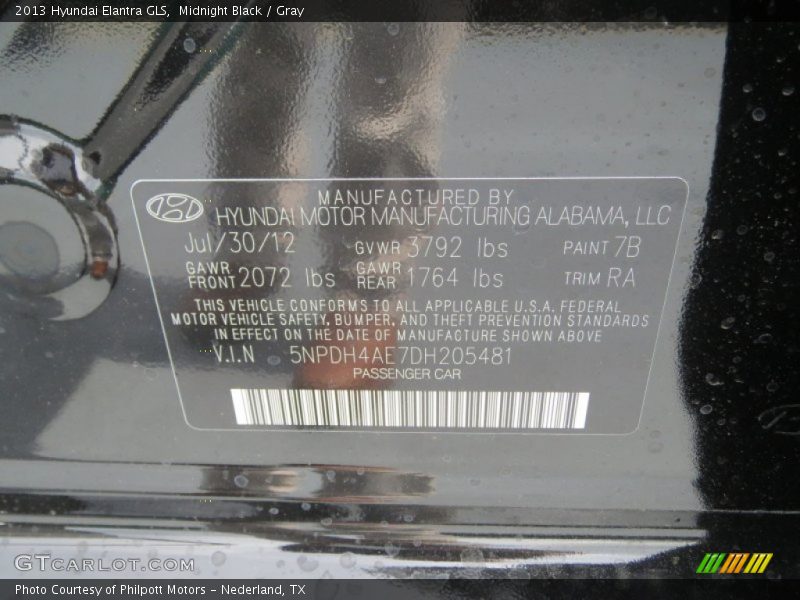 2013 Hyundai Elantra GLS,  Midnight Black / Gray
MANUFACTURED BY
HYUNDAI MOTOR MANUFACTURING ALABAMA, LLC
Jul/30/12 GVWR 3792 lbs PAINT 7B
GAWR FRONT 2072 lbs GAWR REAR 1764 lbs TRIM RA
THIS VEHICLE CONFORMS TO ALL APPLICABLE U.S.A. FEDERAL
MOTOR VEHICLE SAFETY, BUMPER, AND THEFT PREVENTION STANDARDS
IN EFFECT ON THE DATE OF MANUFACTURE SHOWN ABOVE
V.I.N 5NPDH4AE7DH205481
PASSENGER CAR
GTCARLOT.COM
Photo Courtesy of Philpott Motors – Nederland, TX